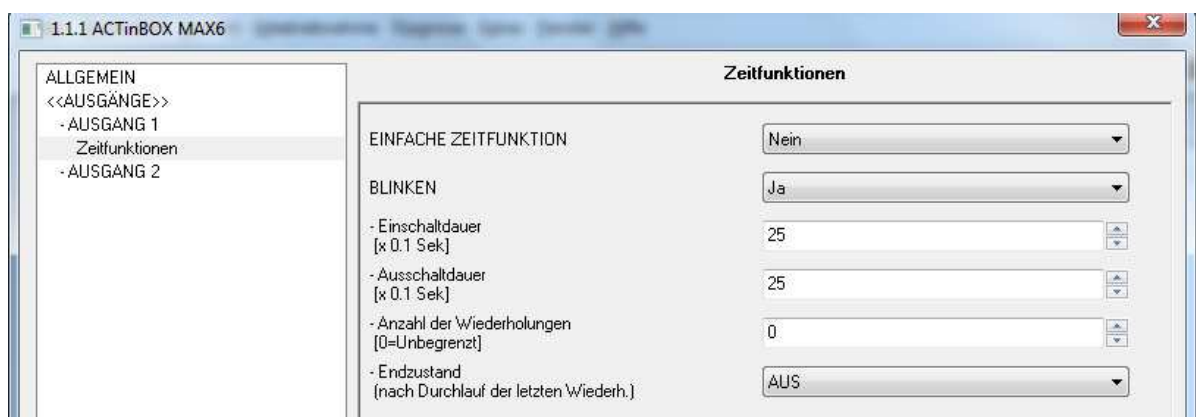 1.1.1 ACTinBOX MAX6
ALLGEMEIN
<<AUSGÄNGE>>
- AUSGANG 1
Zeitfunktionen
- AUSGANG 2
Zeitfunktionen
EINFACHE ZEITFUNKTION
Nein
BLINKEN
Ja
- Einschaltdauer
[x 0.1 Sek]
25
- Ausschaltdauer
[x 0.1 Sek]
25
- Anzahl der Wiederholungen
[0=Unbegrenzt]
0
- Endzustand
(nach Durchlauf der letzten Wiederh.)
AUS